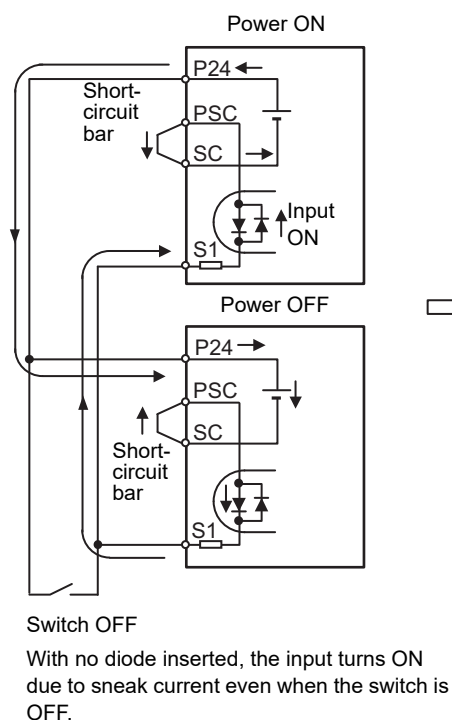 Power ON
P24
Short-
circuit
bar
PSC
SC
Input
ON
S1
Power OFF
P24
PSC
SC
Short-
circuit
bar
S1
Switch OFF
With no diode inserted, the input turns ON
due to sneak current even when the switch is
OFF.